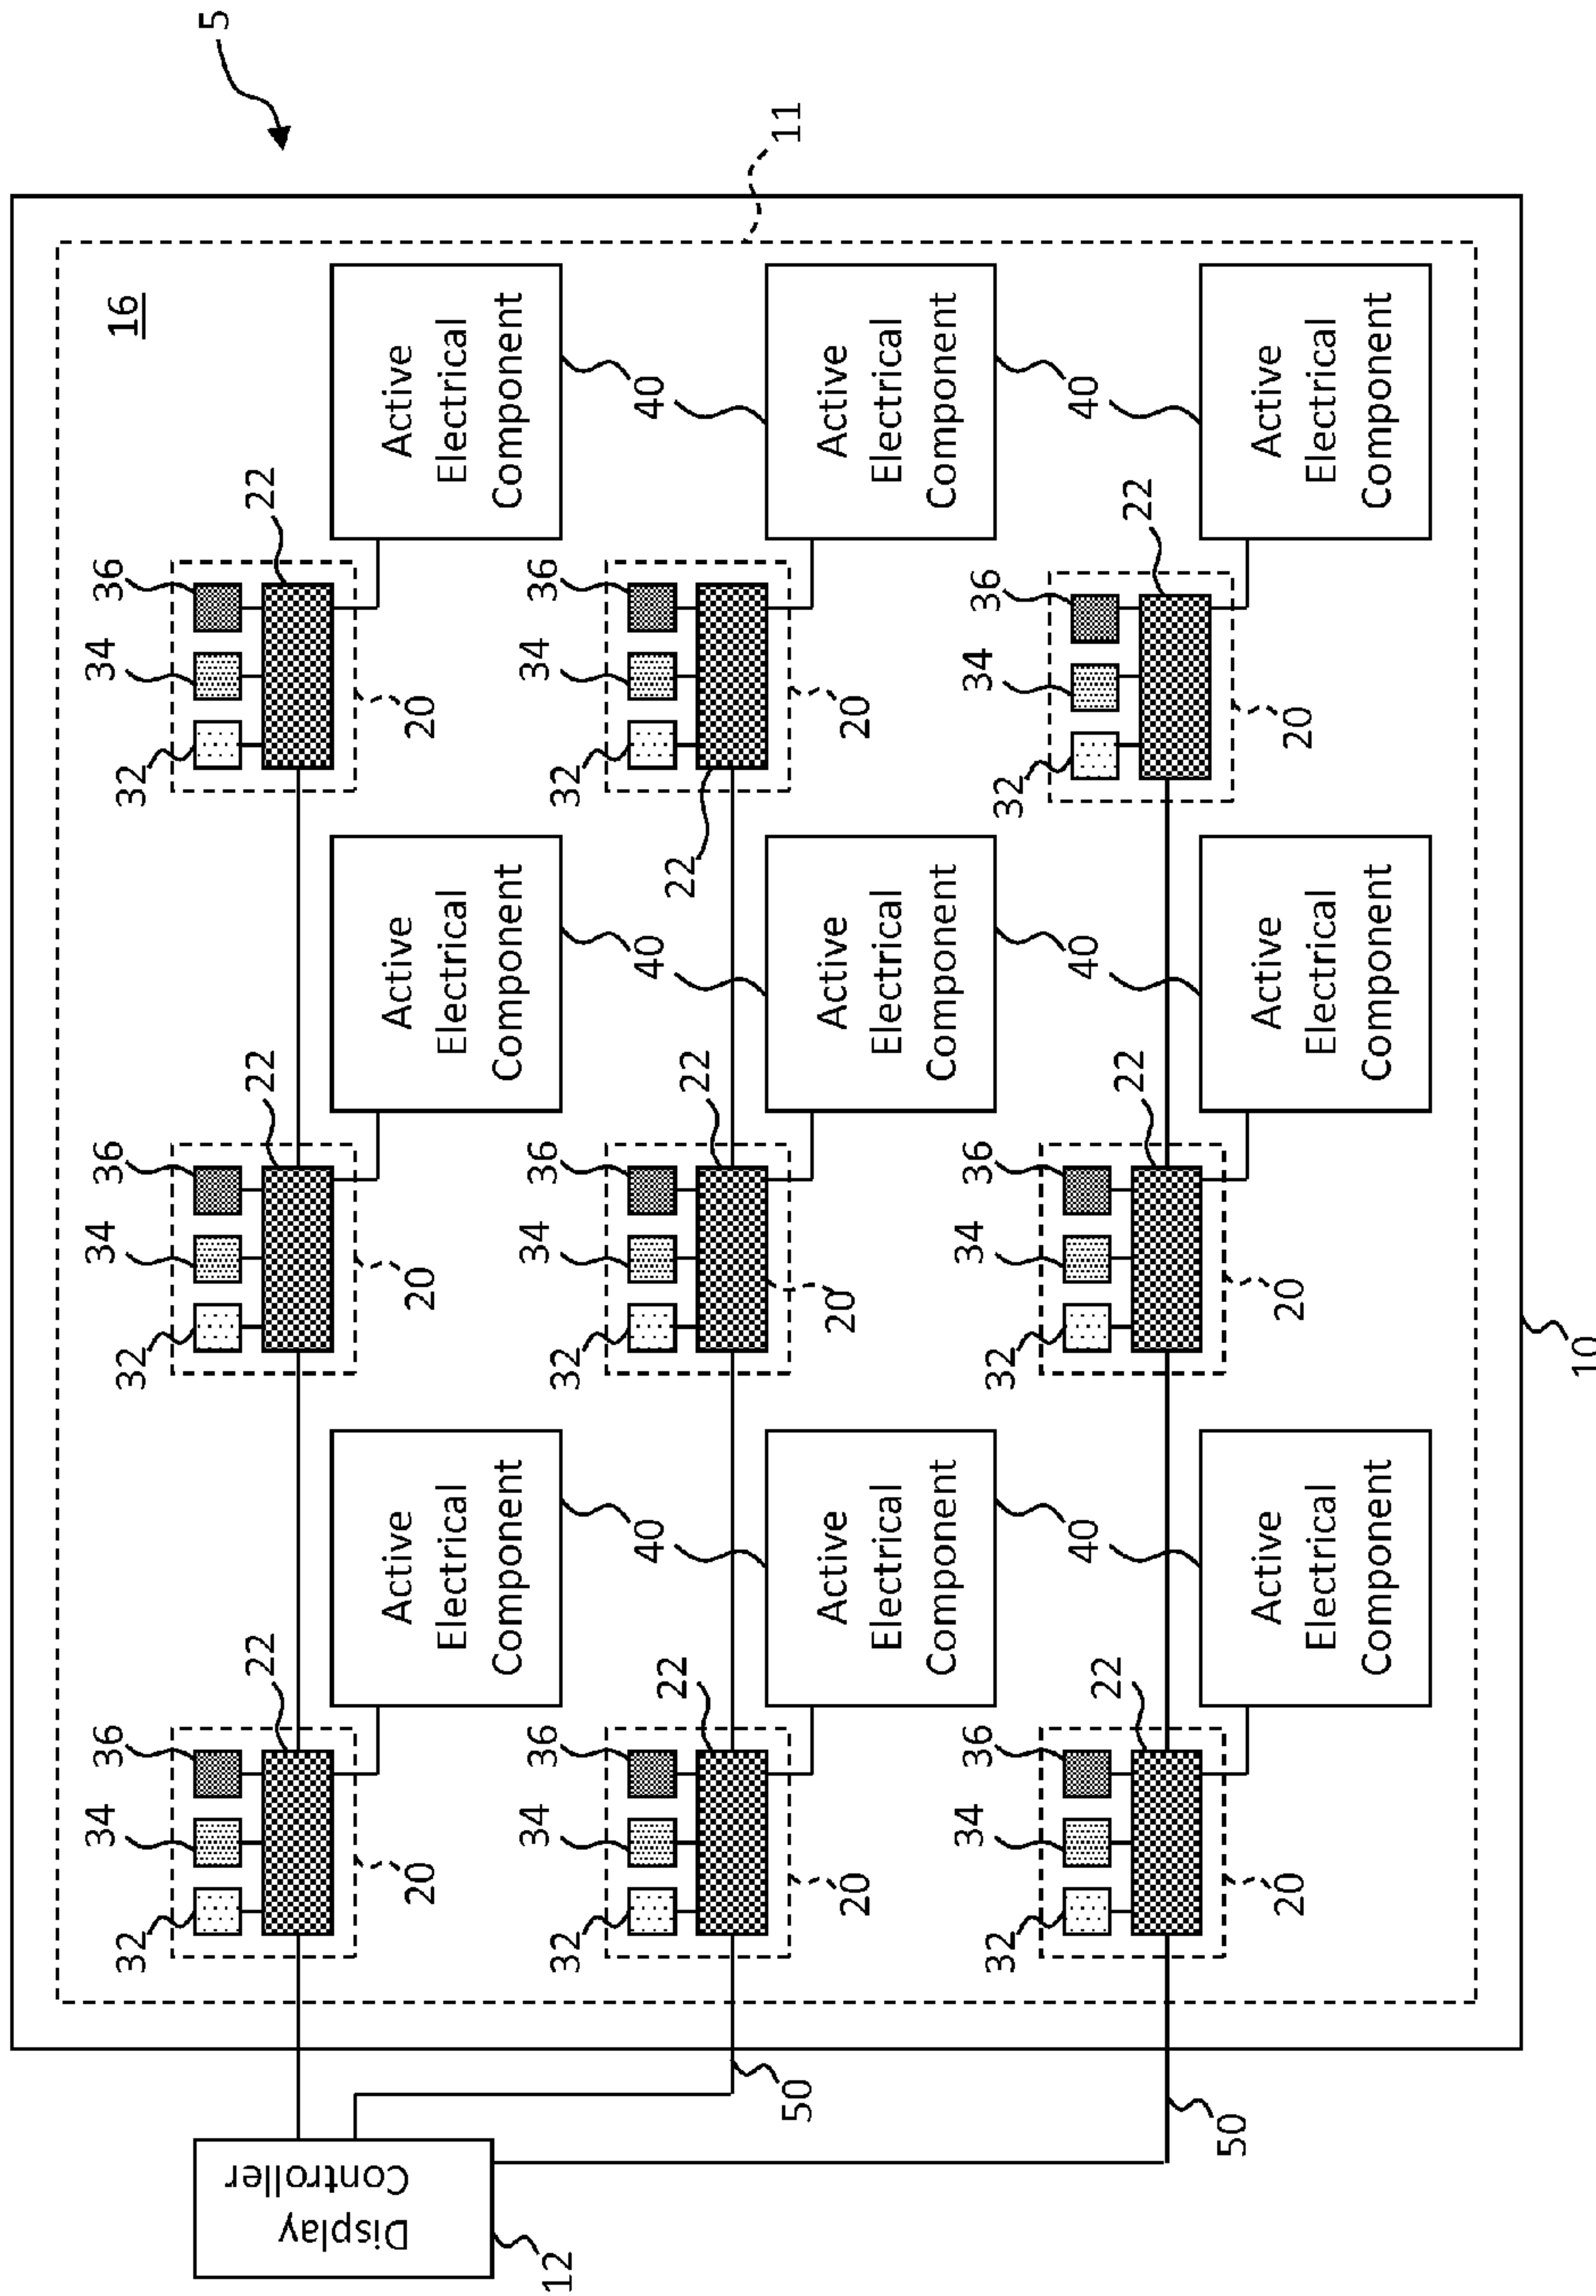 34 36 34 36 34 36
32 32 32 16
5
22 22 22
Display
Controller
20 20 20
Active
Electrical
Component
Active
Electrical
Component
Active
Electrical
Component
12
34 36 34 36 34 36
32 32 32
40 40 40
22 22 22
11
50
20 20 20
Active
Electrical
Component
Active
Electrical
Component
Active
Electrical
Component
34 36 34 36 34 36
32 32 32
40 40 40
22 22 22
50
20 20 20
Active
Electrical
Component
Active
Electrical
Component
Active
Electrical
Component
10